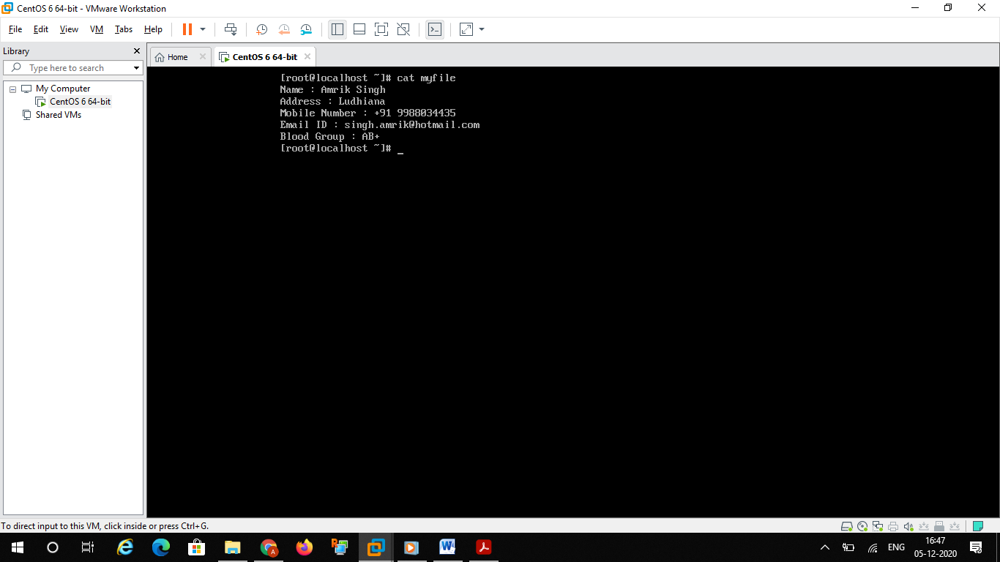 CentOS 6 64-bit - VMware Workstation
File Edit View VM Tabs Help
Library
Type here to search
My Computer
CentOS 6 64-bit
Shared VMs
Home
CentOS 6 64-bit
[root@localhost ~]# cat myfile
Name : Amrik Singh
Address : Ludhiana
Mobile Number : +91 9988034435
Email ID : singh.amrik@hotmail.com
Blood Group : AB+
[root@localhost ~]# _
To direct input to this VM, click inside or press Ctrl+G.
ENG
16:47
05-12-2020